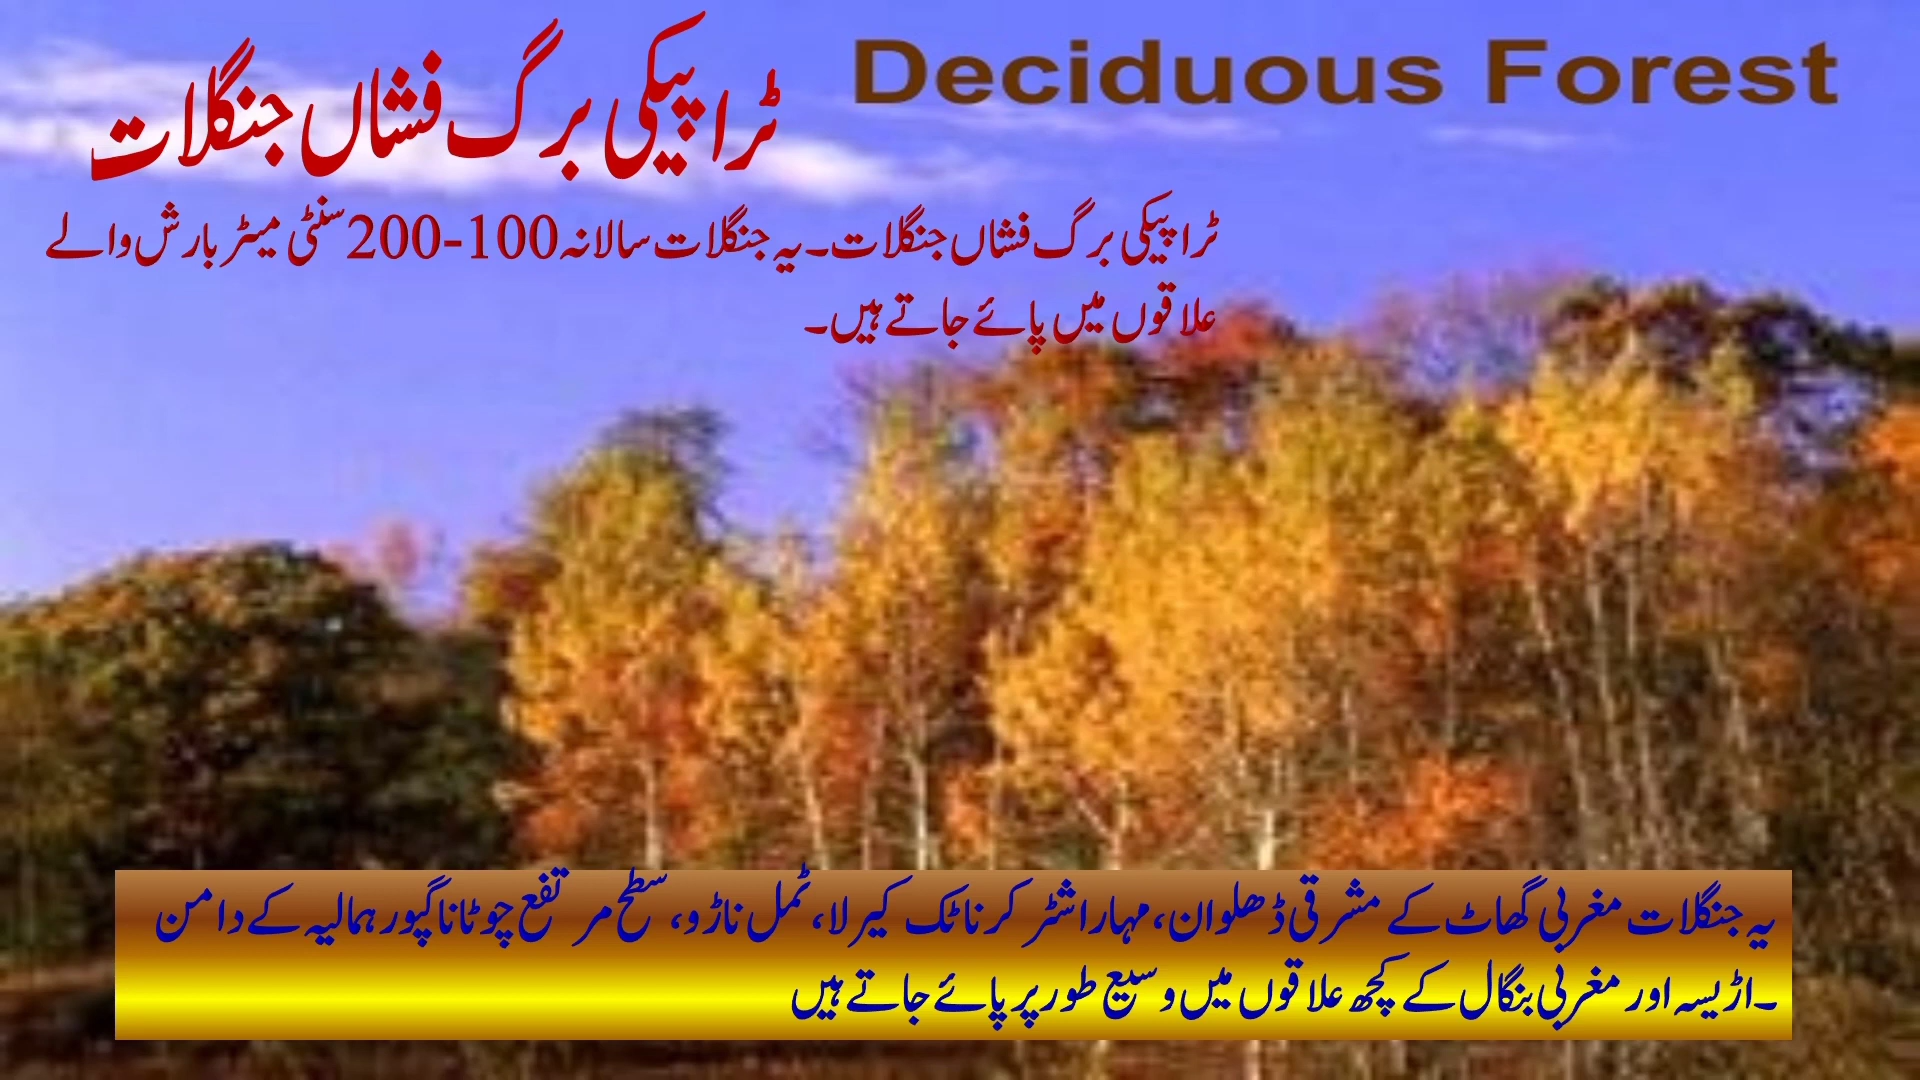 Deciduous Forest
ٹراپیکی برگ فشاں جنگلات
ٹراپیکی برگ فشاں جنگلات۔یہ جنگلات سالانہ 100-200 سنٹی میٹر بارش والے
علاقوں میں پائے جاتے ہیں۔
یہ جنگلات مغربی گھاٹ کے مشرقی ڈھلوان، مہاراشٹر کرناٹک کیرلا، ٹمل ناڑو، سطح مرتفع چوٹاناگپور ہمالیہ کے دامن
۔اڑیسہ اور مغربی بنگال کے کچھ علاقوں میں وسیع طور پر پائے جاتے ہیں